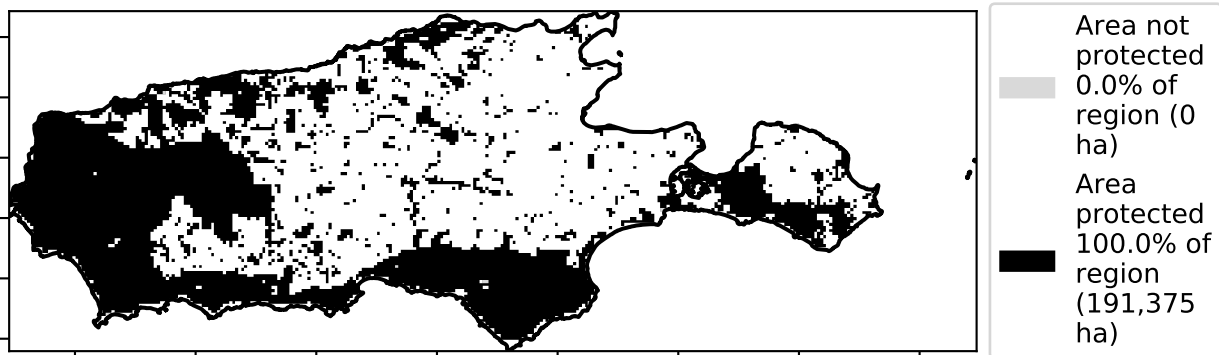 Area not
protected
0.0% of
region (0
ha)
Area
protected
100.0% of
region
(191,375
ha)